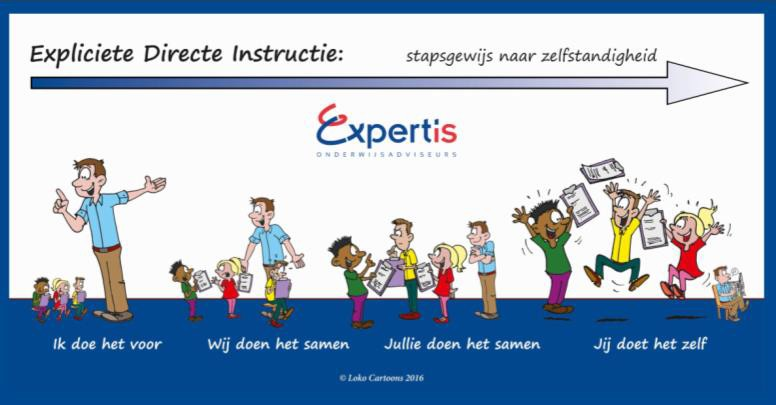 Expliciete Directe Instructie:
stapsgewijs naar zelfstandigheid
Expertis
ONDERWIJSADVISEURS
Ik doe het voor
Wij doen het samen
Jullie doen het samen
Jij doet het zelf
© Loko Cartoons 2016